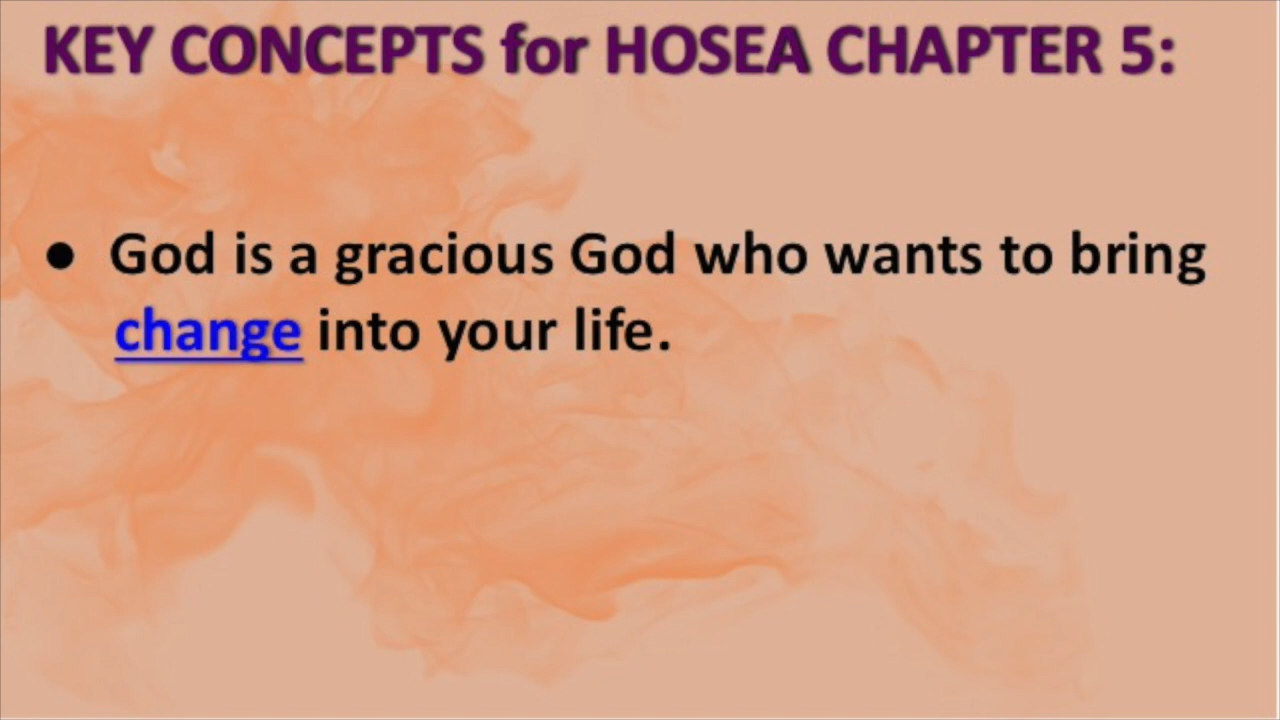 KEY CONCEPTS for HOSEA CHAPTER 5:
● God is a gracious God who wants to bring
change into your life.